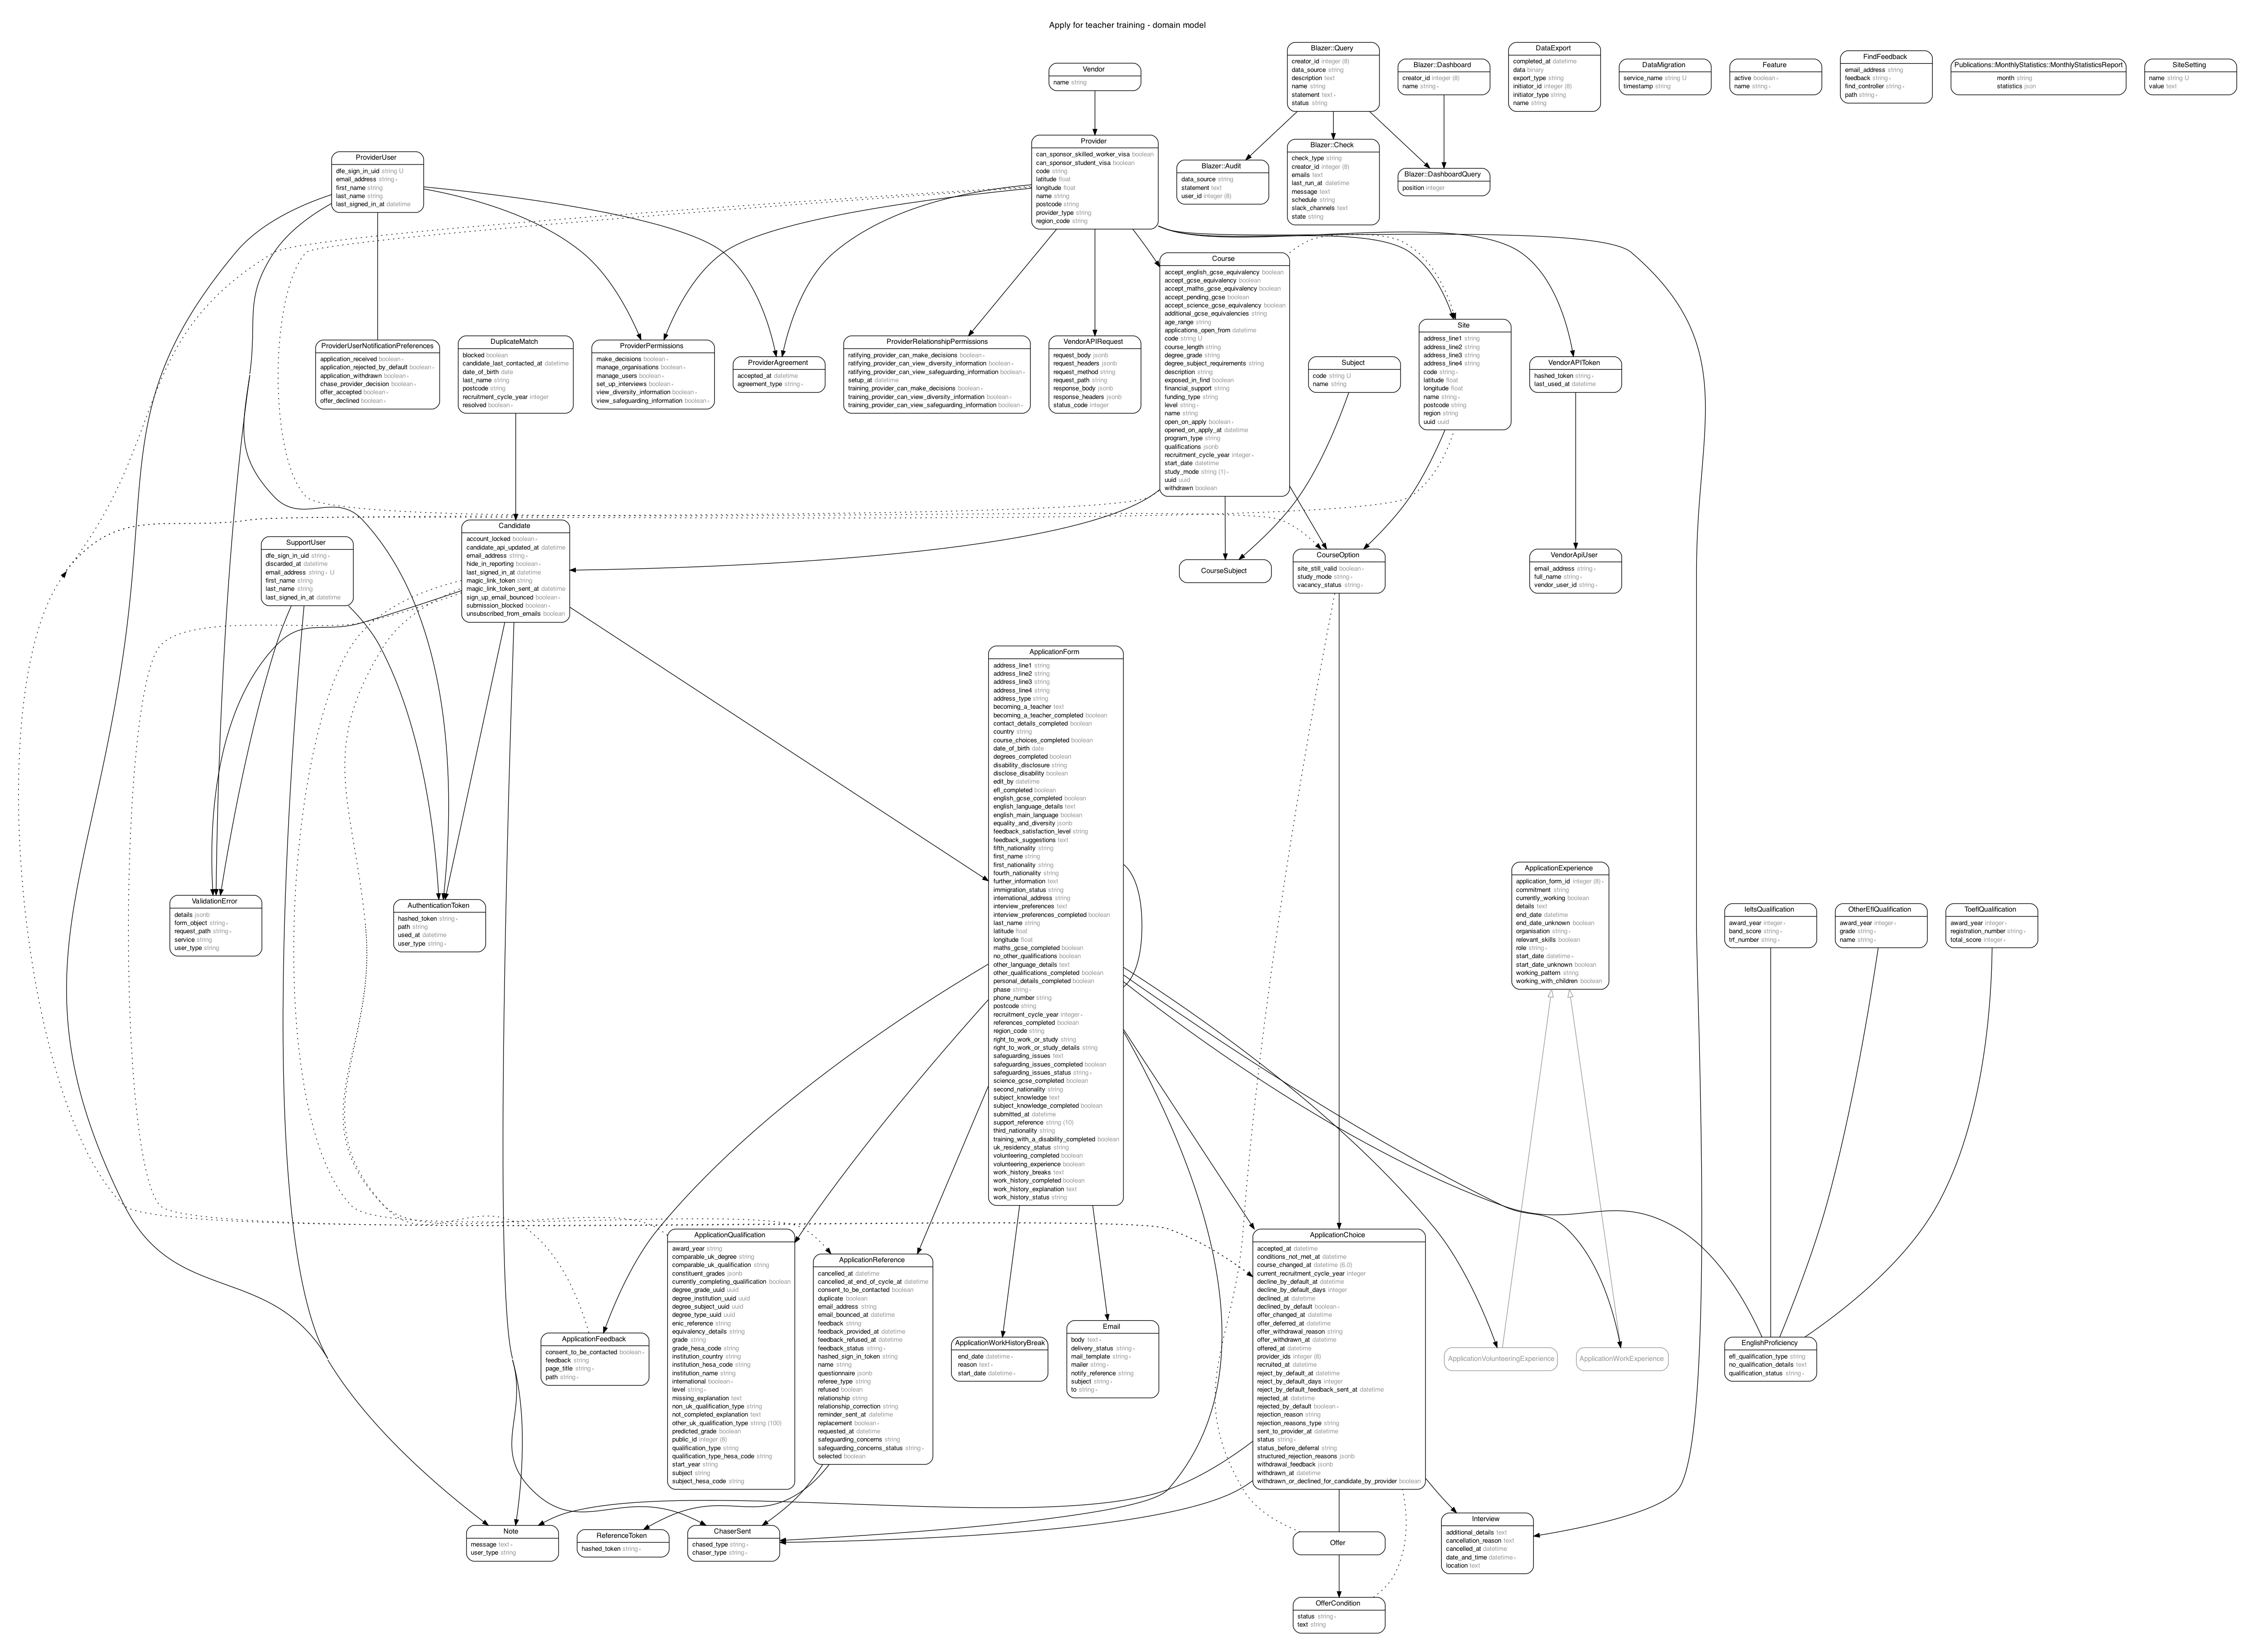 Apply for teacher training - domain model
Vendor
name string
Blazer::Query
creator_id integer (8)
data_source string
description text
name string
statement text ∗
status string
Blazer::Dashboard
creator_id integer (8)
name string ∗
DataExport
completed_at datetime
data binary
export_type string
initiator_id integer (8)
initiator_type string
name string
DataMigration
service_name string U
timestamp string
Feature
active boolean ∗
name string ∗
FindFeedback
email_address string
feedback string ∗
find_controller string ∗
path string ∗
Publications::MonthlyStatistics::MonthlyStatisticsReport
month string
statistics json
SiteSetting
name string U
value text
ProviderUser
dfe_sign_in_uid string U
email_address string ∗
first_name string
last_name string
last_signed_in_at datetime
Provider
can_sponsor_skilled_worker_visa boolean
can_sponsor_student_visa boolean
code string
latitude float
longitude float
name string
postcode string
provider_type string
region_code string
Blazer::Audit
data_source string
statement text
user_id integer (8)
Blazer::Check
check_type string
creator_id integer (8)
emails text
last_run_at datetime
message text
schedule string
slack_channels text
state string
Blazer::DashboardQuery
position integer
ProviderUserNotificationPreferences
application_received boolean ∗
application_rejected_by_default boolean ∗
application_withdrawn boolean ∗
chase_provider_decision boolean ∗
offer_accepted boolean ∗
offer_declined boolean ∗
DuplicateMatch
blocked boolean
candidate_last_contacted_at datetime
date_of_birth date
last_name string
postcode string
recruitment_cycle_year integer
resolved boolean ∗
ProviderPermissions
make_decisions boolean ∗
manage_organisations boolean ∗
manage_users boolean ∗
set_up_interviews boolean ∗
view_diversity_information boolean ∗
view_safeguarding_information boolean ∗
ProviderAgreement
accepted_at datetime
agreement_type string ∗
ProviderRelationshipPermissions
ratifying_provider_can_make_decisions boolean ∗
ratifying_provider_can_view_diversity_information boolean ∗
ratifying_provider_can_view_safeguarding_information boolean ∗
setup_at datetime
training_provider_can_make_decisions boolean ∗
training_provider_can_view_diversity_information boolean ∗
training_provider_can_view_safeguarding_information boolean ∗
VendorAPIRequest
request_body jsonb
request_headers jsonb
request_method string
request_path string
response_body jsonb
response_headers jsonb
status_code integer
Course
accept_english_gcse_equivalency boolean
accept_gcse_equivalency boolean
accept_maths_gcse_equivalency boolean
accept_pending_gcse boolean
accept_science_gcse_equivalency boolean
additional_gcse_equivalencies string
age_range string
applications_open_from datetime
code string U
course_length string
degree_grade string
degree_subject_requirements string
description string
exposed_in_find boolean
financial_support string
funding_type string
level string ∗
name string
open_on_apply boolean ∗
opened_on_apply_at datetime
program_type string
qualifications jsonb
recruitment_cycle_year integer ∗
start_date datetime
study_mode string (1) ∗
uuid uuid
withdrawn boolean
Subject
code string U
name string
Site
address_line1 string
address_line2 string
address_line3 string
address_line4 string
code string ∗
latitude float
longitude float
name string ∗
postcode string
region string
uuid uuid
VendorAPIToken
hashed_token string ∗
last_used_at datetime
Candidate
account_locked boolean ∗
candidate_api_updated_at datetime
email_address string ∗
hide_in_reporting boolean ∗
last_signed_in_at datetime
magic_link_token string
magic_link_token_sent_at datetime
sign_up_email_bounced boolean ∗
submission_blocked boolean ∗
unsubscribed_from_emails boolean
SupportUser
dfe_sign_in_uid string ∗
discarded_at datetime
email_address string ∗ U
first_name string
last_name string
last_signed_in_at datetime
CourseSubject
CourseOption
site_still_valid boolean ∗
study_mode string ∗
vacancy_status string ∗
VendorApiUser
email_address string ∗
full_name string ∗
vendor_user_id string ∗
ApplicationForm
address_line1 string
address_line2 string
address_line3 string
address_line4 string
address_type string
becoming_a_teacher text
becoming_a_teacher_completed boolean
contact_details_completed boolean
country string
course_choices_completed boolean
date_of_birth date
degrees_completed boolean
disability_disclosure string
disclose_disability boolean
edit_by datetime
efl_completed boolean
english_gcse_completed boolean
english_language_details text
english_main_language boolean
equality_and_diversity jsonb
feedback_satisfaction_level string
feedback_suggestions text
fifth_nationality string
first_name string
first_nationality string
fourth_nationality string
further_information text
immigration_status string
international_address string
interview_preferences text
interview_preferences_completed boolean
last_name string
latitude float
longitude float
maths_gcse_completed boolean
no_other_qualifications boolean
other_language_details text
other_qualifications_completed boolean
personal_details_completed boolean
phase string ∗
phone_number string
postcode string
recruitment_cycle_year integer ∗
references_completed boolean
region_code string
right_to_work_or_study string
right_to_work_or_study_details string
safeguarding_issues text
safeguarding_issues_completed boolean
safeguarding_issues_status string ∗
science_gcse_completed boolean
second_nationality string
subject_knowledge text
subject_knowledge_completed boolean
submitted_at datetime
support_reference string (10)
third_nationality string
training_with_a_disability_completed boolean
uk_residency_status string
volunteering_completed boolean
volunteering_experience boolean
work_history_breaks text
work_history_completed boolean
work_history_explanation text
work_history_status string
ValidationError
details jsonb
form_object string ∗
request_path string ∗
service string
user_type string
AuthenticationToken
hashed_token string ∗
path string
used_at datetime
user_type string ∗
ApplicationExperience
application_form_id integer (8) ∗
commitment string
currently_working boolean
details text
end_date datetime
end_date_unknown boolean
organisation string ∗
relevant_skills boolean
role string ∗
start_date datetime ∗
start_date_unknown boolean
working_pattern string
working_with_children boolean
IeltsQualification
award_year integer ∗
band_score string ∗
trf_number string ∗
OtherEflQualification
award_year integer ∗
grade string ∗
name string ∗
ToeflQualification
award_year integer ∗
registration_number string ∗
total_score integer ∗
ApplicationFeedback
consent_to_be_contacted boolean ∗
feedback string
page_title string ∗
path string ∗
ApplicationQualification
award_year string
comparable_uk_degree string
comparable_uk_qualification string
constituent_grades jsonb
currently_completing_qualification boolean
degree_grade_uuid uuid
degree_institution_uuid uuid
degree_subject_uuid uuid
degree_type_uuid uuid
enic_reference string
equivalency_details string
grade string
grade_hesa_code string
institution_country string
institution_hesa_code string
institution_name string
international boolean ∗
level string ∗
missing_explanation text
non_uk_qualification_type string
not_completed_explanation text
other_uk_qualification_type string (100)
predicted_grade boolean
public_id integer (8)
qualification_type string
qualification_type_hesa_code string
start_year string
subject string
subject_hesa_code string
ApplicationReference
cancelled_at datetime
cancelled_at_end_of_cycle_at datetime
consent_to_be_contacted boolean
duplicate boolean
email_address string
email_bounced_at datetime
feedback string
feedback_provided_at datetime
feedback_refused_at datetime
feedback_status string ∗
hashed_sign_in_token string
name string
questionnaire jsonb
referee_type string
refused boolean
relationship string
relationship_correction string
reminder_sent_at datetime
replacement boolean ∗
requested_at datetime
safeguarding_concerns string
safeguarding_concerns_status string ∗
selected boolean
ApplicationWorkHistoryBreak
end_date datetime ∗
reason text ∗
start_date datetime ∗
Email
body text ∗
delivery_status string ∗
mail_template string ∗
mailer string ∗
notify_reference string
subject string ∗
to string ∗
ApplicationChoice
accepted_at datetime
conditions_not_met_at datetime
course_changed_at datetime (6,0)
current_recruitment_cycle_year integer
decline_by_default_at datetime
decline_by_default_days integer
declined_at datetime
declined_by_default boolean ∗
offer_changed_at datetime
offer_deferred_at datetime
offer_withdrawal_reason string
offer_withdrawn_at datetime
offered_at datetime
provider_ids integer (8)
recruited_at datetime
reject_by_default_at datetime
reject_by_default_days integer
reject_by_default_feedback_sent_at datetime
rejected_at datetime
rejected_by_default boolean ∗
rejection_reason string
rejection_reasons_type string
sent_to_provider_at datetime
status string ∗
status_before_deferral string
structured_rejection_reasons jsonb
withdrawal_feedback jsonb
withdrawn_at datetime
withdrawn_or_declined_for_candidate_by_provider boolean
ApplicationVolunteeringExperience
ApplicationWorkExperience
EnglishProficiency
efl_qualification_type string
no_qualification_details text
qualification_status string ∗
Note
message text ∗
user_type string
ReferenceToken
hashed_token string ∗
ChaserSent
chased_type string ∗
chaser_type string ∗
Offer
Interview
additional_details text
cancellation_reason text
cancelled_at datetime
date_and_time datetime ∗
location text
OfferCondition
status string ∗
text string